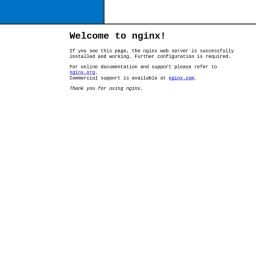 Welcome to nginx!
If you see this page, the nginx web server is successfully
installed and working. Further configuration is required.
For online documentation and support please refer to
nginx.org.
Commercial support is available at nginx.com.
Thank you for using nginx.